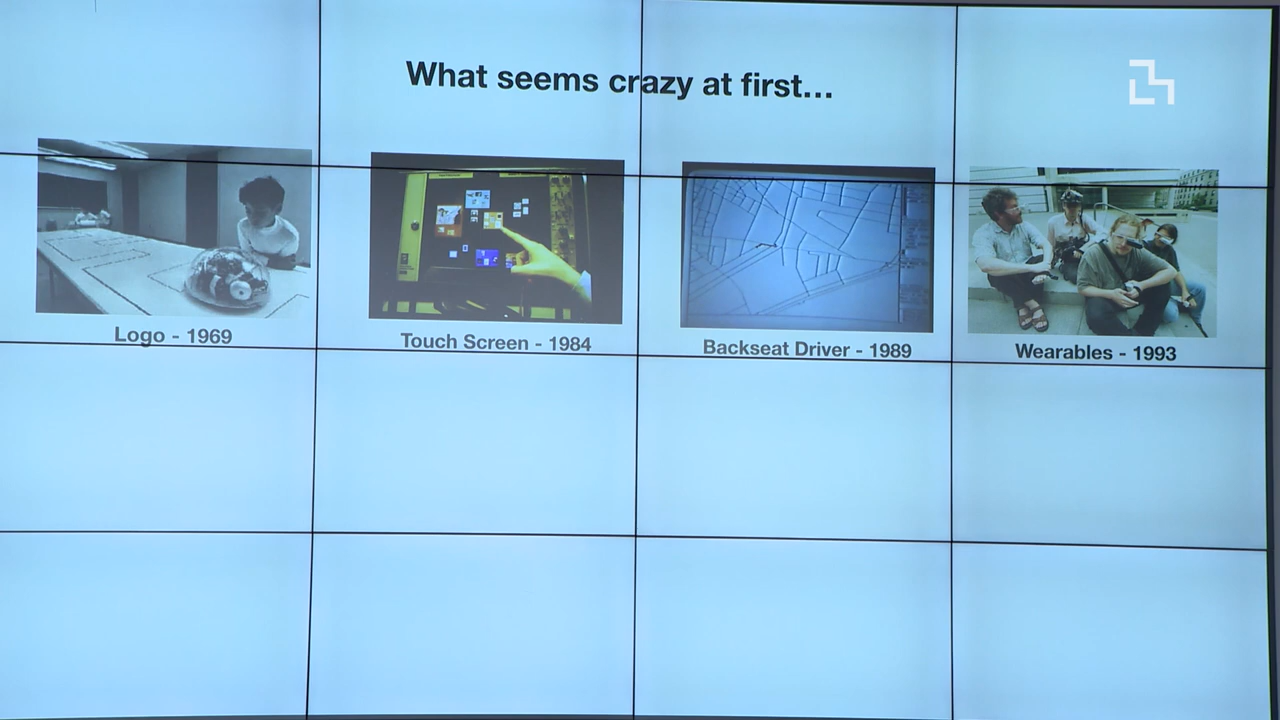 What seems crazy at first...
Logo - 1969
Touch Screen - 1984
Backseat Driver - 1989
Wearables - 1993